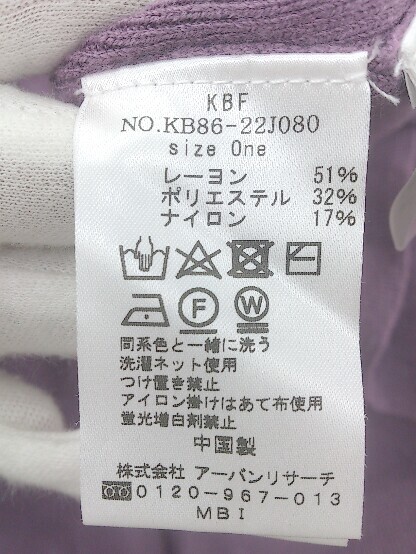 KBF
NO.KB86-22J080
size One
レーヨン 51%
ポリエステル 32%
ナイロン 17%
F W
同系色と一緒に洗う
洗濯ネット使用
つけ置き禁止
アイロン掛けはあて布使用
蛍光増白剤禁止
中国製
株式会社 アーバンリサーチ
0120-967-013
MBI